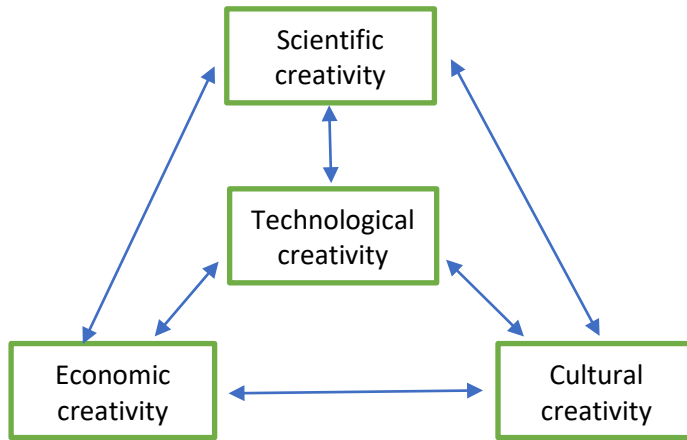 Scientific
creativity
Technological
creativity
Economic
creativity
Cultural
creativity